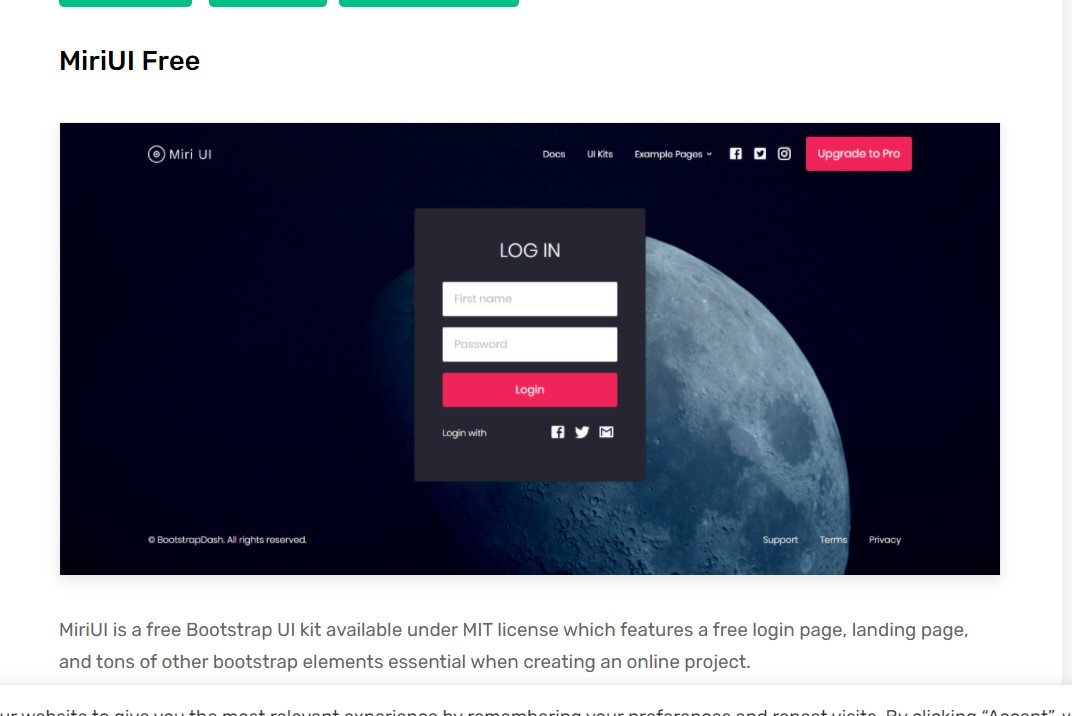 MiriUI Free
Miri UI
Docs UI Kits Example Pages Upgrade to Pro
LOG IN
First name
Password
Login
Login with
© BootstrapDash. All rights reserved.
Support Terms Privacy
MiriUI is a free Bootstrap UI kit available under MIT license which features a free login page, landing page,
and tons of other bootstrap elements essential when creating an online project.
website to give you the most relevant experience by remembering your preferences and repeat visits. By clicking “Accept”,